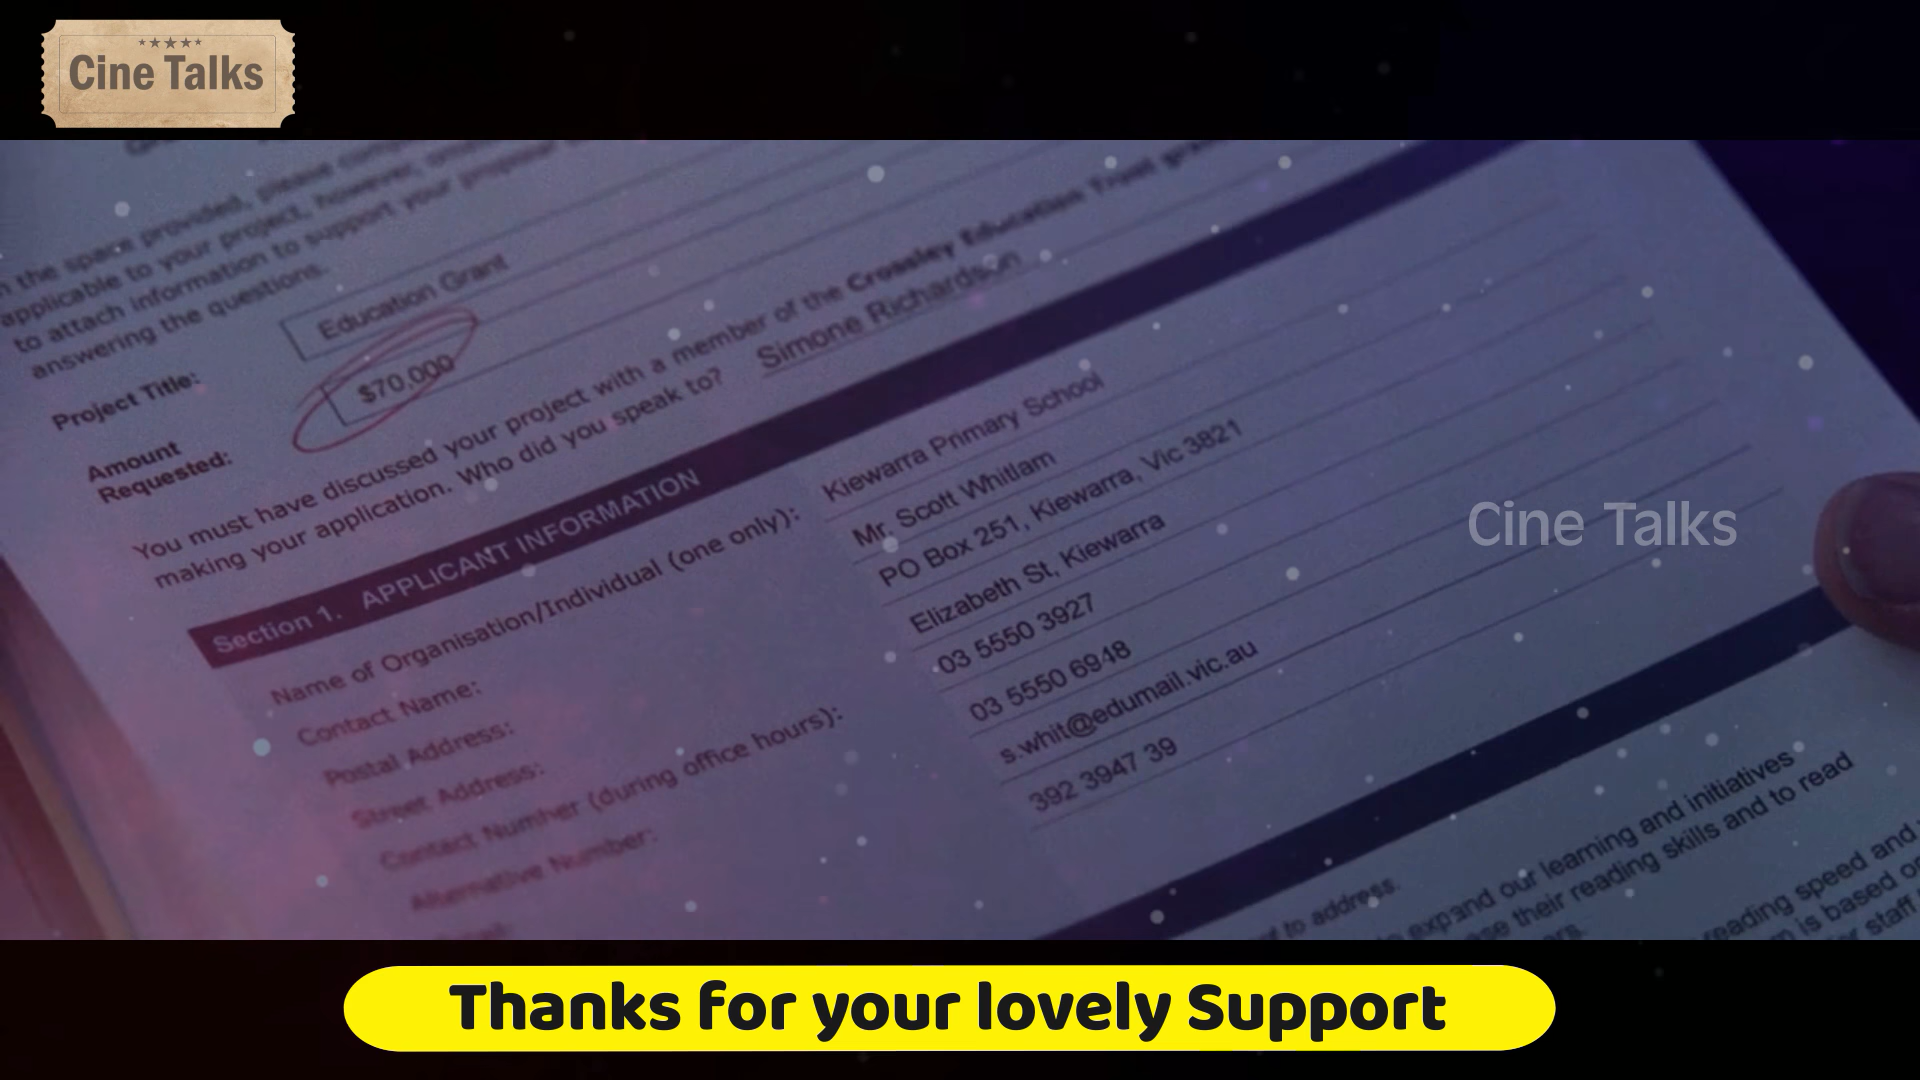 Cine Talks
n the space provided, please
applicable to your project, however,
to attach information to support your proposal
answering the questions.
Project Title:
Education Grant
Amount
Requested:
$70,000
You must have discussed your project with a member of the Crossley Education Trust
making your application. Who did you speak to?
Simone Richardson
Section 1. APPLICANT INFORMATION
Name of Organisation/Individual (one only):
Kiewarra Primary School
Contact Name:
Mr. Scott Whitlam
Postal Address:
PO Box 251, Kiewarra, Vic 3821
Street Address:
Elizabeth St, Kiewarra
Contact Number (during office hours):
03 5550 3927
Alternative Number:
03 5550 6948
s.whit@edumail.vic.au
392 3947 39
Cine Talks
to address.
expand our learning and initiatives
their reading skills and to read
reading speed and
is based
staff
Thanks for your lovely Support